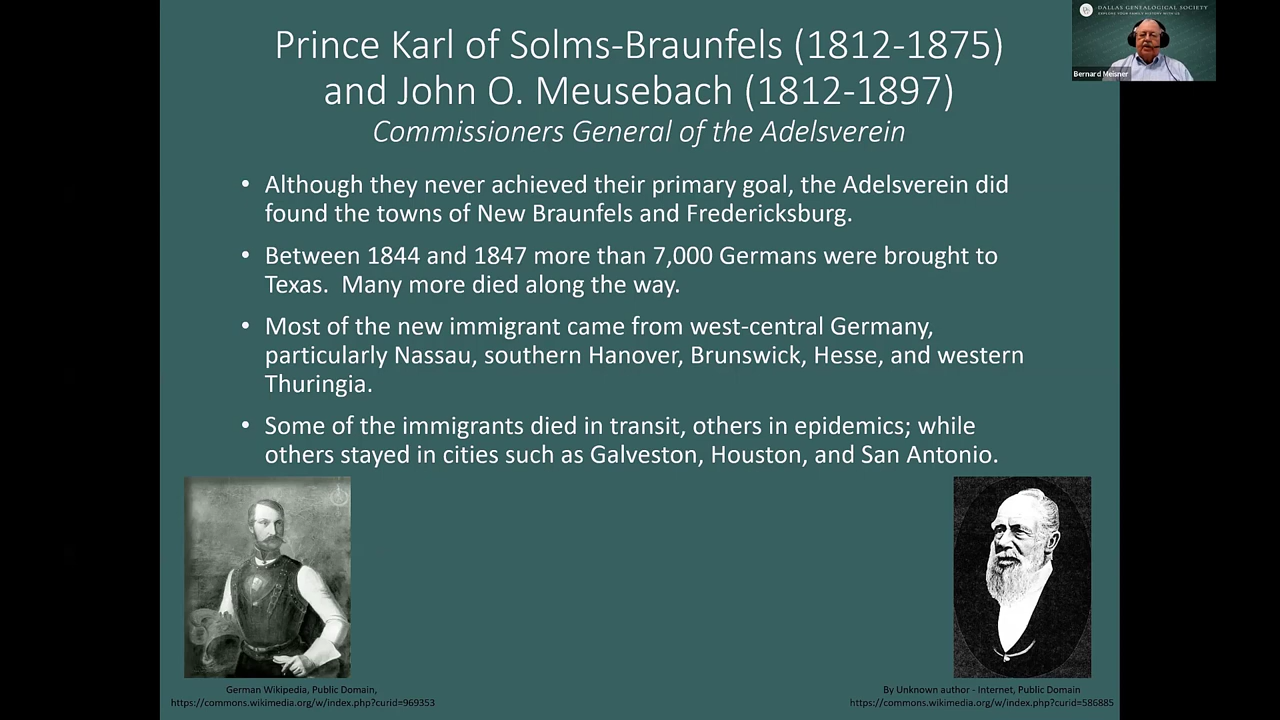 Prince Karl of Solms-Braunfels (1812-1875)
and John O. Meusebach (1812-1897)
Commissioners General of the Adelsverein
• Although they never achieved their primary goal, the Adelsverein did
found the towns of New Braunfels and Fredericksburg.
• Between 1844 and 1847 more than 7,000 Germans were brought to
Texas.  Many more died along the way.
• Most of the new immigrant came from west-central Germany,
particularly Nassau, southern Hanover, Brunswick, Hesse, and western
Thuringia.
• Some of the immigrants died in transit, others in epidemics; while
others stayed in cities such as Galveston, Houston, and San Antonio.
German Wikipedia, Public Domain,
https://commons.wikimedia.org/w/index.php?curid=969353
By Unknown author - Internet, Public Domain
https://commons.wikimedia.org/w/index.php?curid=586885
DALLAS GENEALOGICAL SOCIETY
EXPLORE YOUR FAMILY HISTORY WITH US
Bernard Meisner